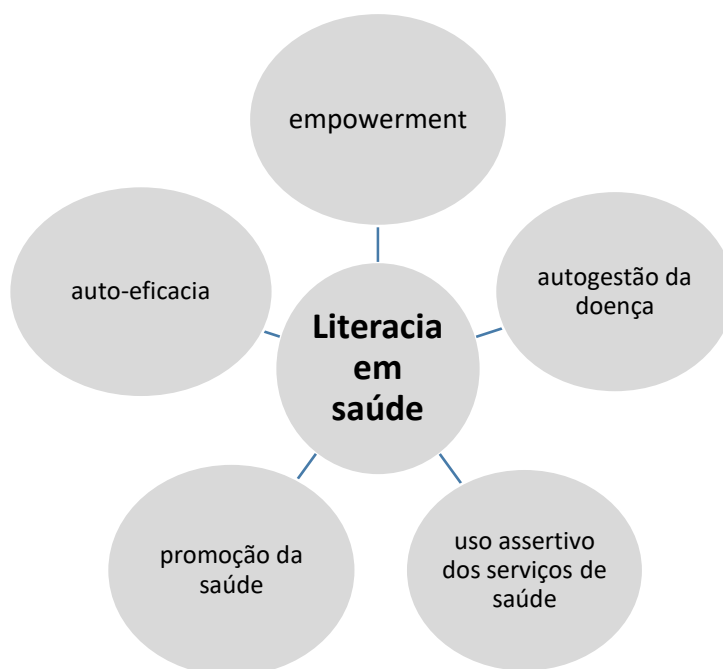 empowerment
auto-eficacia
autogestão da
doença
Literacia
em
saúde
promoção da
saúde
uso assertivo
dos serviços de
saúde